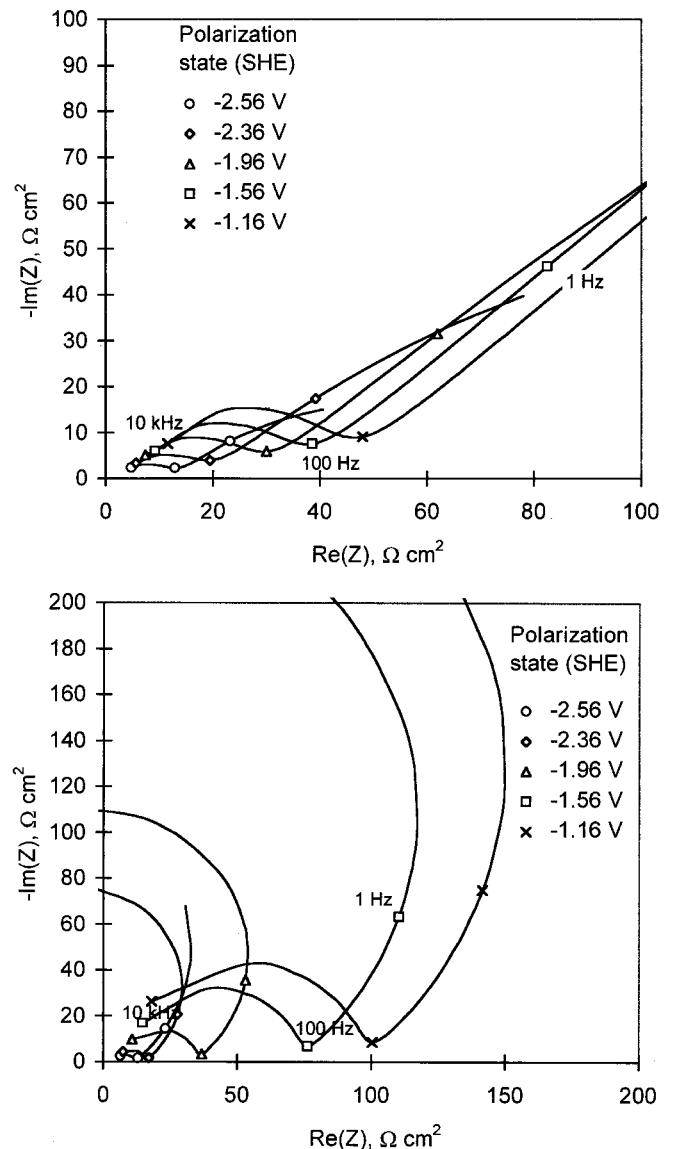 100
90
80
70
60
50
40
30
20
10
0
-Im(Z), Ω cm²
Polarization
state (SHE)
-2.56 V
-2.36 V
-1.96 V
-1.56 V
-1.16 V
10 kHz
100 Hz
1 Hz
0 20 40 60 80 100
Re(Z), Ω cm²
200
180
160
140
120
100
80
60
40
20
0
-Im(Z), Ω cm²
Polarization
state (SHE)
-2.56 V
-2.36 V
-1.96 V
-1.56 V
-1.16 V
1 Hz
10 kHz
100 Hz
0 50 100 150 200
Re(Z), Ω cm²